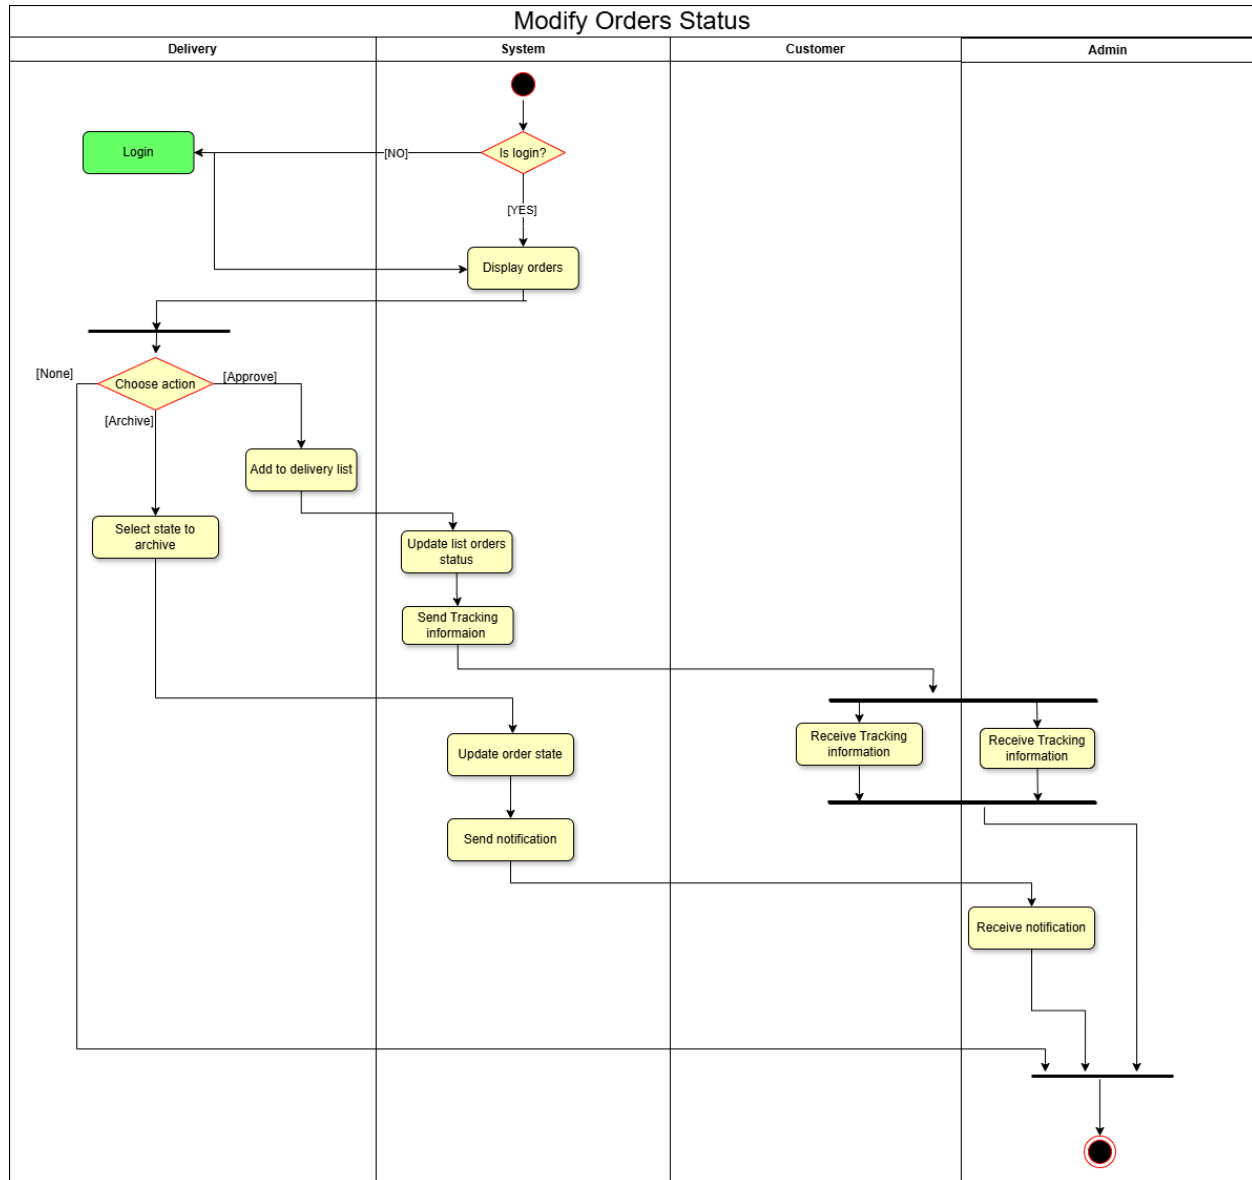 Modify Orders Status
Delivery
System
Customer
Admin
Login
[NO]
Is login?
[YES]
Display orders
[None]
Choose action
[Approve]
[Archive]
Add to delivery list
Select state to
archive
Update list orders
status
Send Tracking
informaion
Receive Tracking
information
Receive Tracking
information
Update order state
Send notification
Receive notification